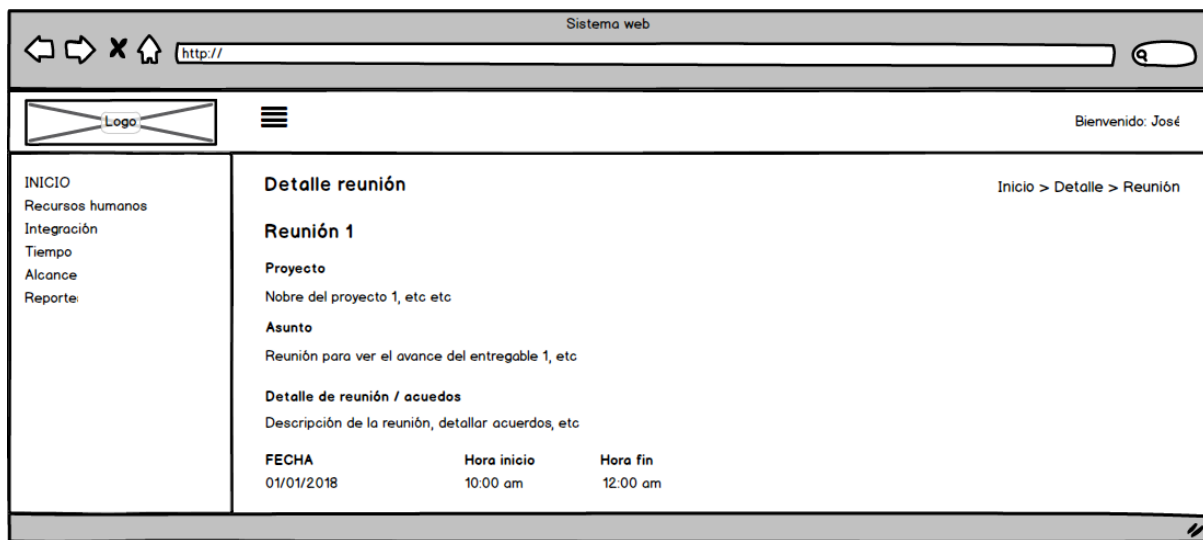 Sistema web
http://
Logo
Bienvenido: José
INICIO
Recursos humanos
Integración
Tiempo
Alcance
Reporte
Detalle reunión
Inicio > Detalle > Reunión
Reunión 1
Proyecto
Nobre del proyecto 1, etc etc
Asunto
Reunión para ver el avance del entregable 1, etc
Detalle de reunión / acuedos
Descripción de la reunión, detallar acuerdos, etc
FECHA Hora inicio Hora fin
01/01/2018 10:00 am 12:00 am